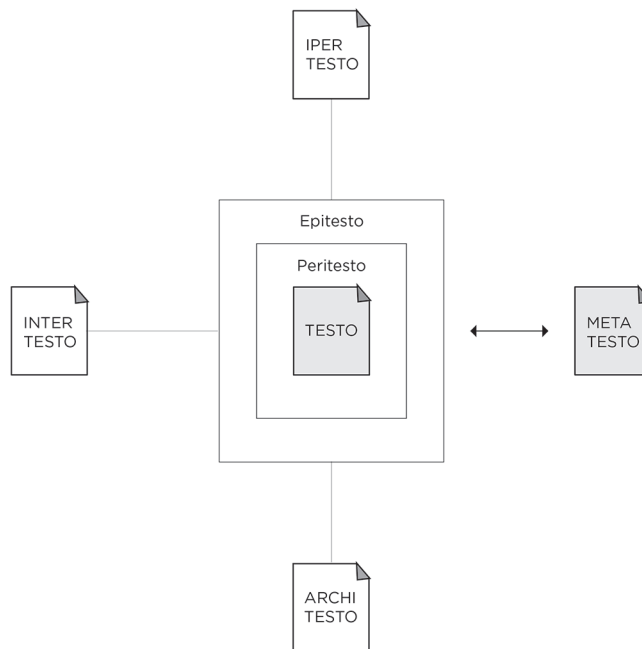 IPER
TESTO
Epitesto
Peritesto
INTER
TESTO
TESTO
META
TESTO
ARCHI
TESTO